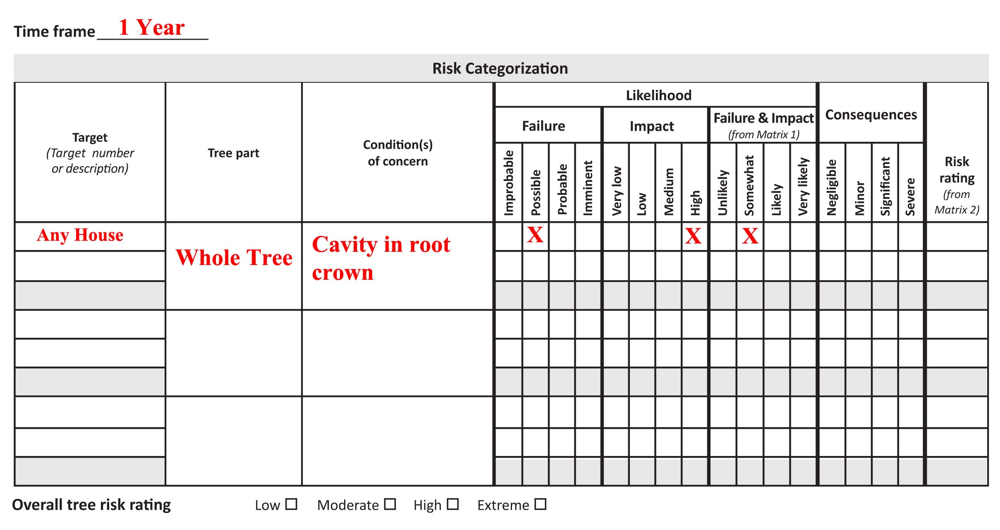 Time frame 1 Year
Risk Categorization
Likelihood
Failure
Impact
Failure & Impact
(from Matrix 1)
Consequences
Target
(Target number
or description)
Tree part
Condition(s)
of concern
Improbable
Possible
Probable
Imminent
Very low
Low
Medium
High
Unlikely
Somewhat
Likely
Very likely
Negligible
Minor
Significant
Severe
Risk
rating
(from
Matrix 2)
Any House
Whole Tree
Cavity in root
crown
X X X
Overall tree risk rating Low Moderate High Extreme